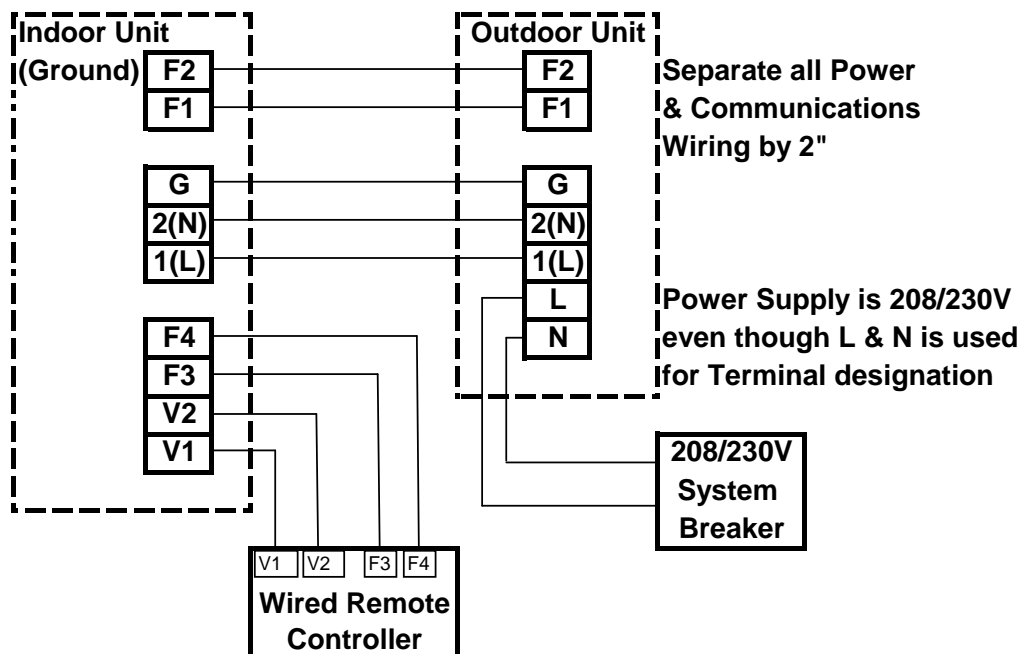 Indoor Unit
(Ground)
F2
F1
G
2(N)
1(L)
F4
F3
V2
V1
Outdoor Unit
F2
F1
G
2(N)
1(L)
L
N
Separate all Power
& Communications
Wiring by 2"
Power Supply is 208/230V
even though L & N is used
for Terminal designation
208/230V
System
Breaker
V1 V2 F3 F4
Wired Remote
Controller